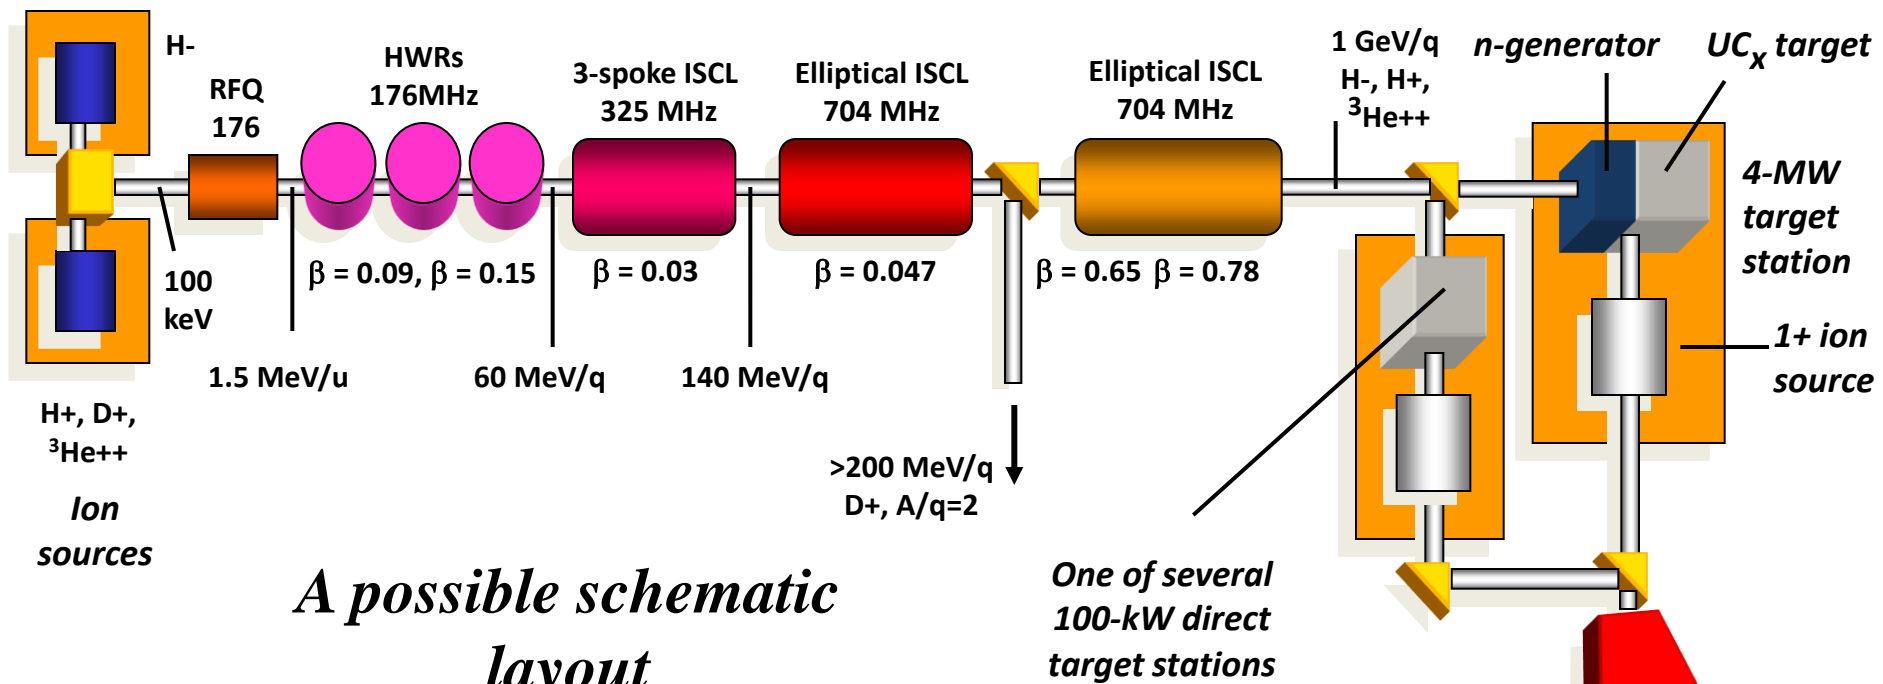 H-
RFQ
176
HWRs
176MHz
3-spoke ISCL
325 MHz
Elliptical ISCL
704 MHz
Elliptical ISCL
704 MHz
1 GeV/q
H-, H+,
³He++
n-generator
UCₓ target
4-MW
target
station
1+ ion
source
100
keV
β = 0.09, β = 0.15
β = 0.03
β = 0.047
β = 0.65 β = 0.78
1.5 MeV/u
60 MeV/q
140 MeV/q
H+, D+,
³He++
Ion
sources
>200 MeV/q
D+, A/q=2
One of several
100-kW direct
target stations
A possible schematic
layout